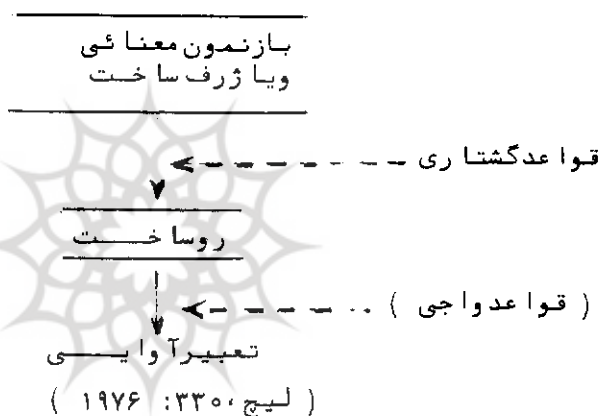 بازنمون معنائی
ویا ژرف ساخت
قواعدگشتاری
روساخت
( قواعدواجی )
تعبیرآوایی
( لیچ، ۳۳۰: ۱۹۷۶ )